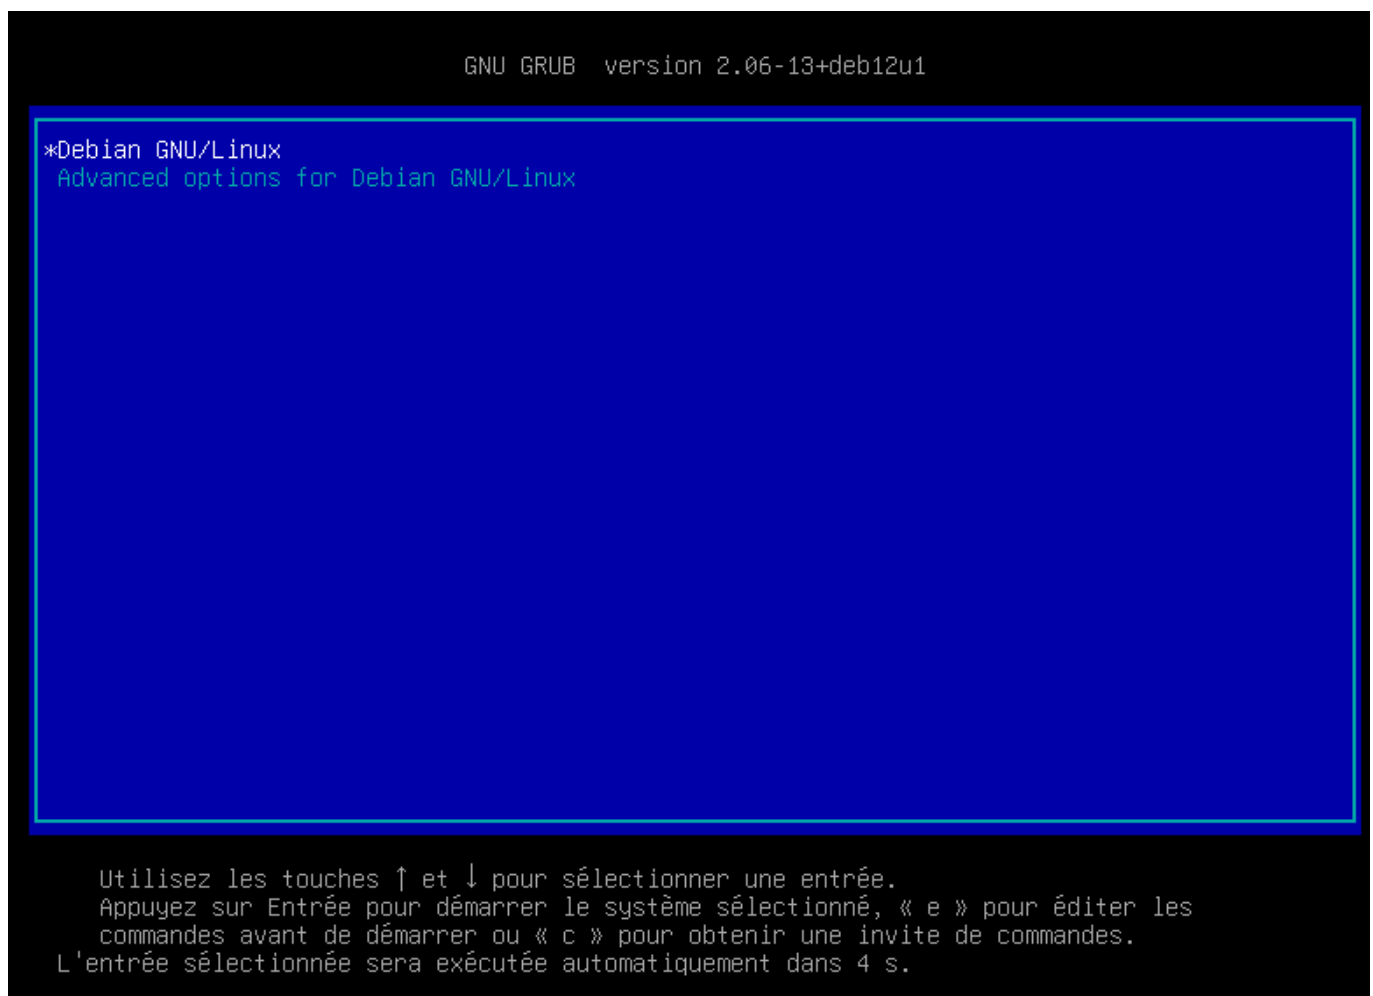 GNU GRUB  version 2.06-13+deb12u1
*Debian GNU/Linux
Advanced options for Debian GNU/Linux
Utilisez les touches ↑ et ↓ pour sélectionner une entrée.
Appuyez sur Entrée pour démarrer le système sélectionné, « e » pour éditer les
commandes avant de démarrer ou « c » pour obtenir une invite de commandes.
L'entrée sélectionnée sera exécutée automatiquement dans 4 s.